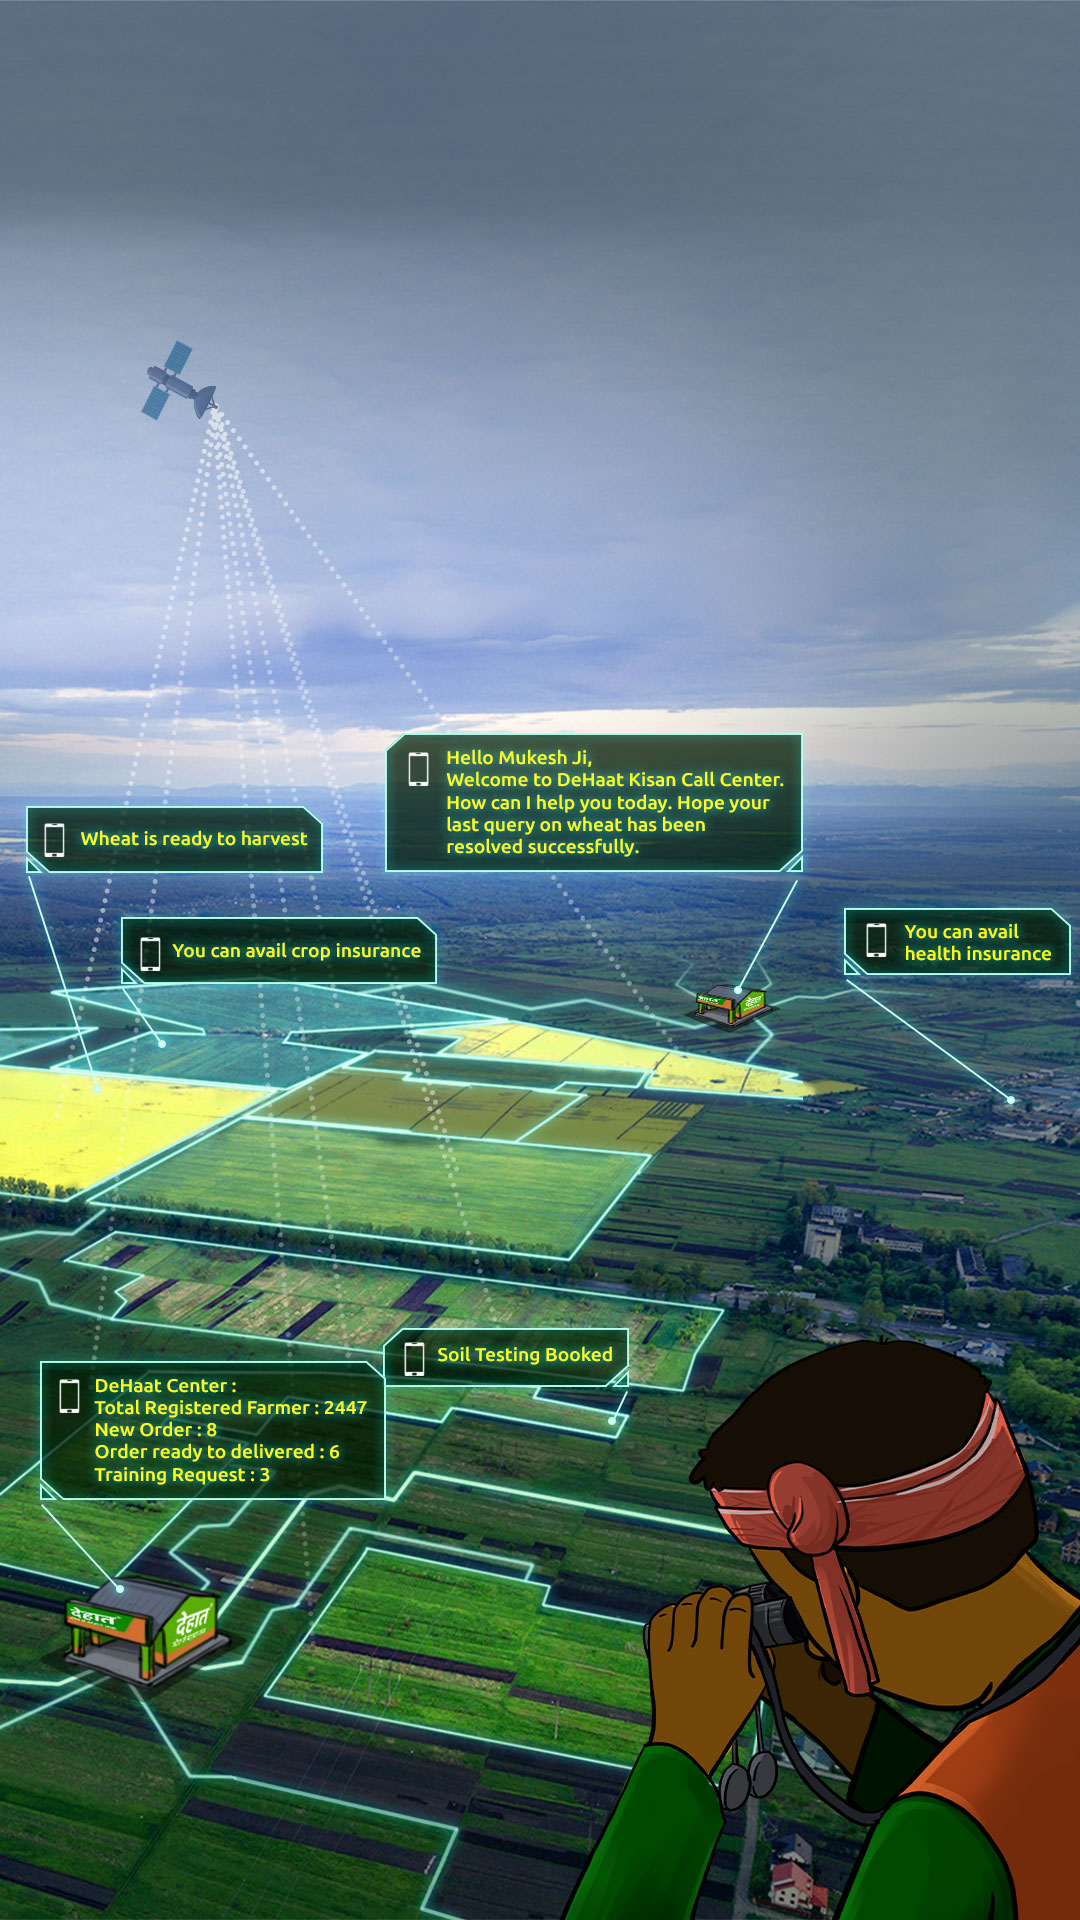 Hello Mukesh Ji,
Welcome to DeHaat Kisan Call Center.
How can I help you today. Hope your
last query on wheat has been
resolved successfully.
Wheat is ready to harvest
You can avail crop insurance
You can avail
health insurance
देहात
देहात
Soil Testing Booked
DeHaat Center :
Total Registered Farmer : 2447
New Order : 8
Order ready to delivered : 6
Training Request : 3
देहात
देहात